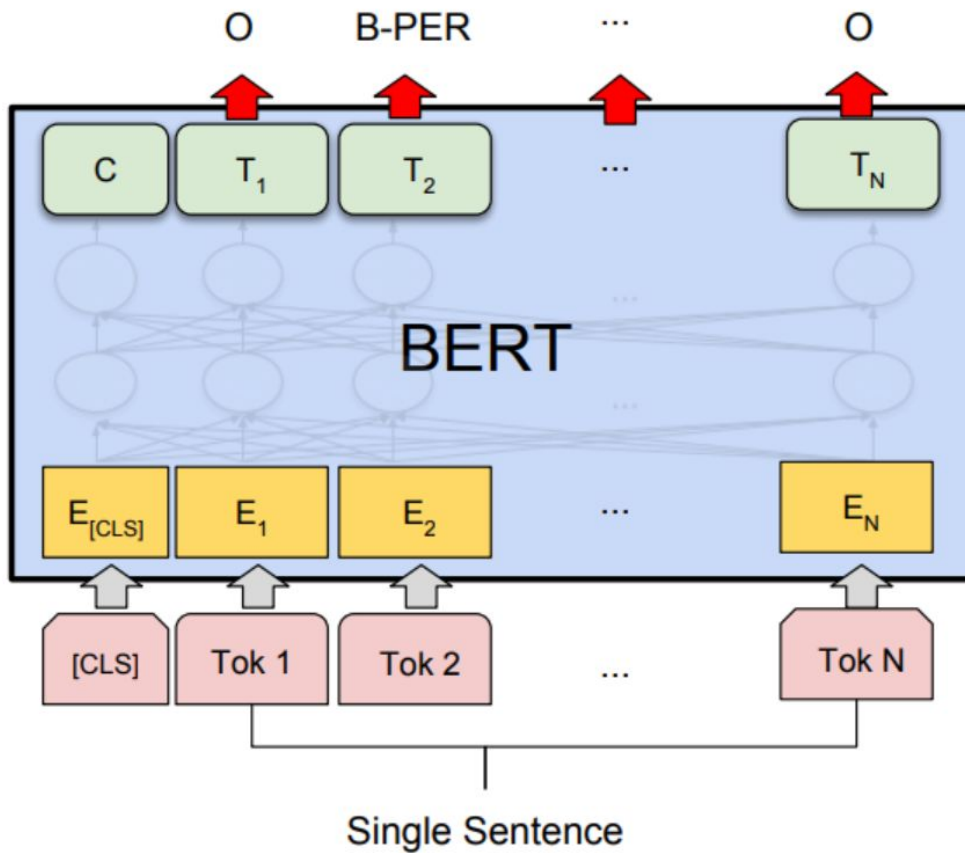 O B-PER ... O
C T1 T2 ... TN
...
BERT
...
E[CLS] E1 E2 ... EN
[CLS] Tok 1 Tok 2 ... Tok N
Single Sentence